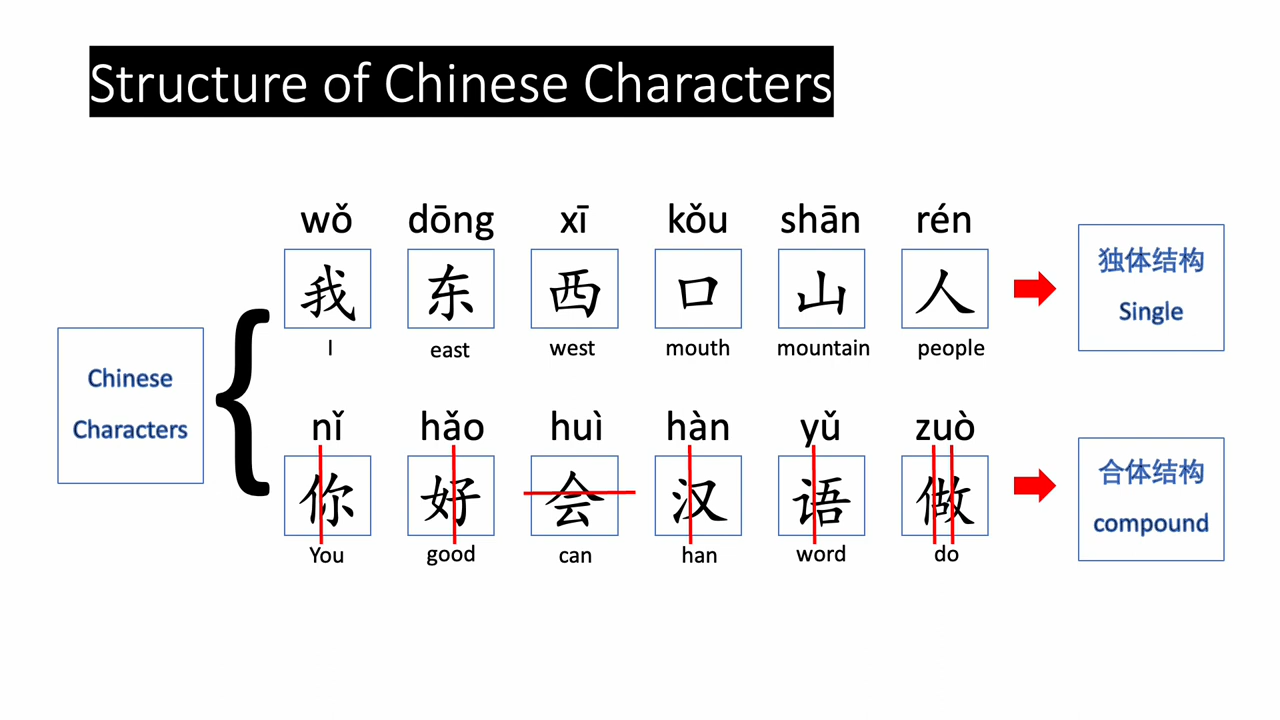 Structure of Chinese Characters
wǒ dōng xī kǒu shān rén
我 东 西 口 山 人
I east west mouth mountain people
独体结构
Single
Chinese
Characters
{
nǐ hǎo huì hàn yǔ zuò
你 好 会 汉 语 做
You good can han word do
合体结构
compound